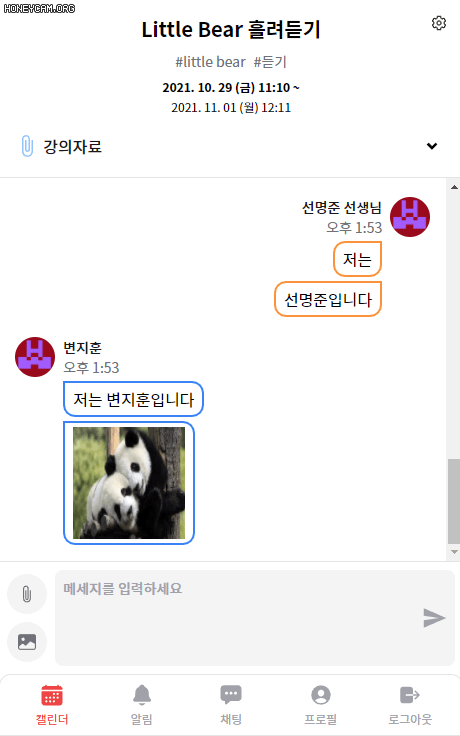 HONEYCAM.ORG
Little Bear 흘려듣기
#little bear #듣기
2021. 10. 29 (금) 11:10 ~
2021. 11. 01 (월) 12:11
강의자료
선명준 선생님
오후 1:53
저는
선명준입니다
변지훈
오후 1:53
저는 변지훈입니다
메세지를 입력하세요
캘린더 알림 채팅 프로필 로그아웃